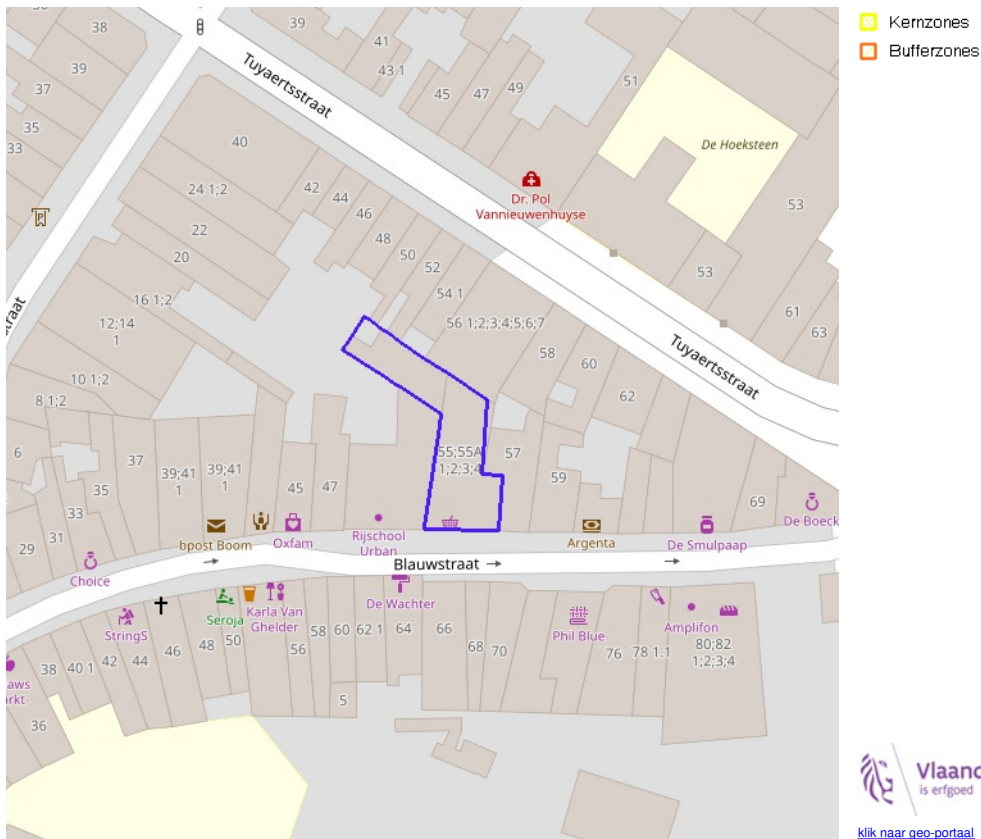 Kernzones
Bufferzones
38
39
37
35
33
39
41
43 1
45
47
49
51
Tuyaertsstraat
De Hoeksteen
53
53
61
63
40
24 1;2
22
20
16 1;2
12;14
1
10 1;2
8 1;2
6
42
44
46
48
50
52
54 1
56 1;2;3;4;5;6;7
58
60
62
Dr. Pol
Vannieuwenhuyse
Tuyaertsstraat
straat
P
37
35
33
31
29
39;41
1
39;41
1
45
47
55;55A
1;2;3;4
57
59
69
Choice
bpost Boom
Oxfam
Rijschool
Urban
Argenta
De Smulpaap
De Boeck
Blauwstraat
StringS
Seroja
Karla Van
Ghelder
De Wachter
Phil Blue
Amplifon
aws
arkt
36
38
40 1
42
44
46
48
50
56
58
60
62 1
64
5
66
68
70
76
78 1.1
80;82
1;2;3;4
Vlaand
is erfgoed
klik naar geo-portaal